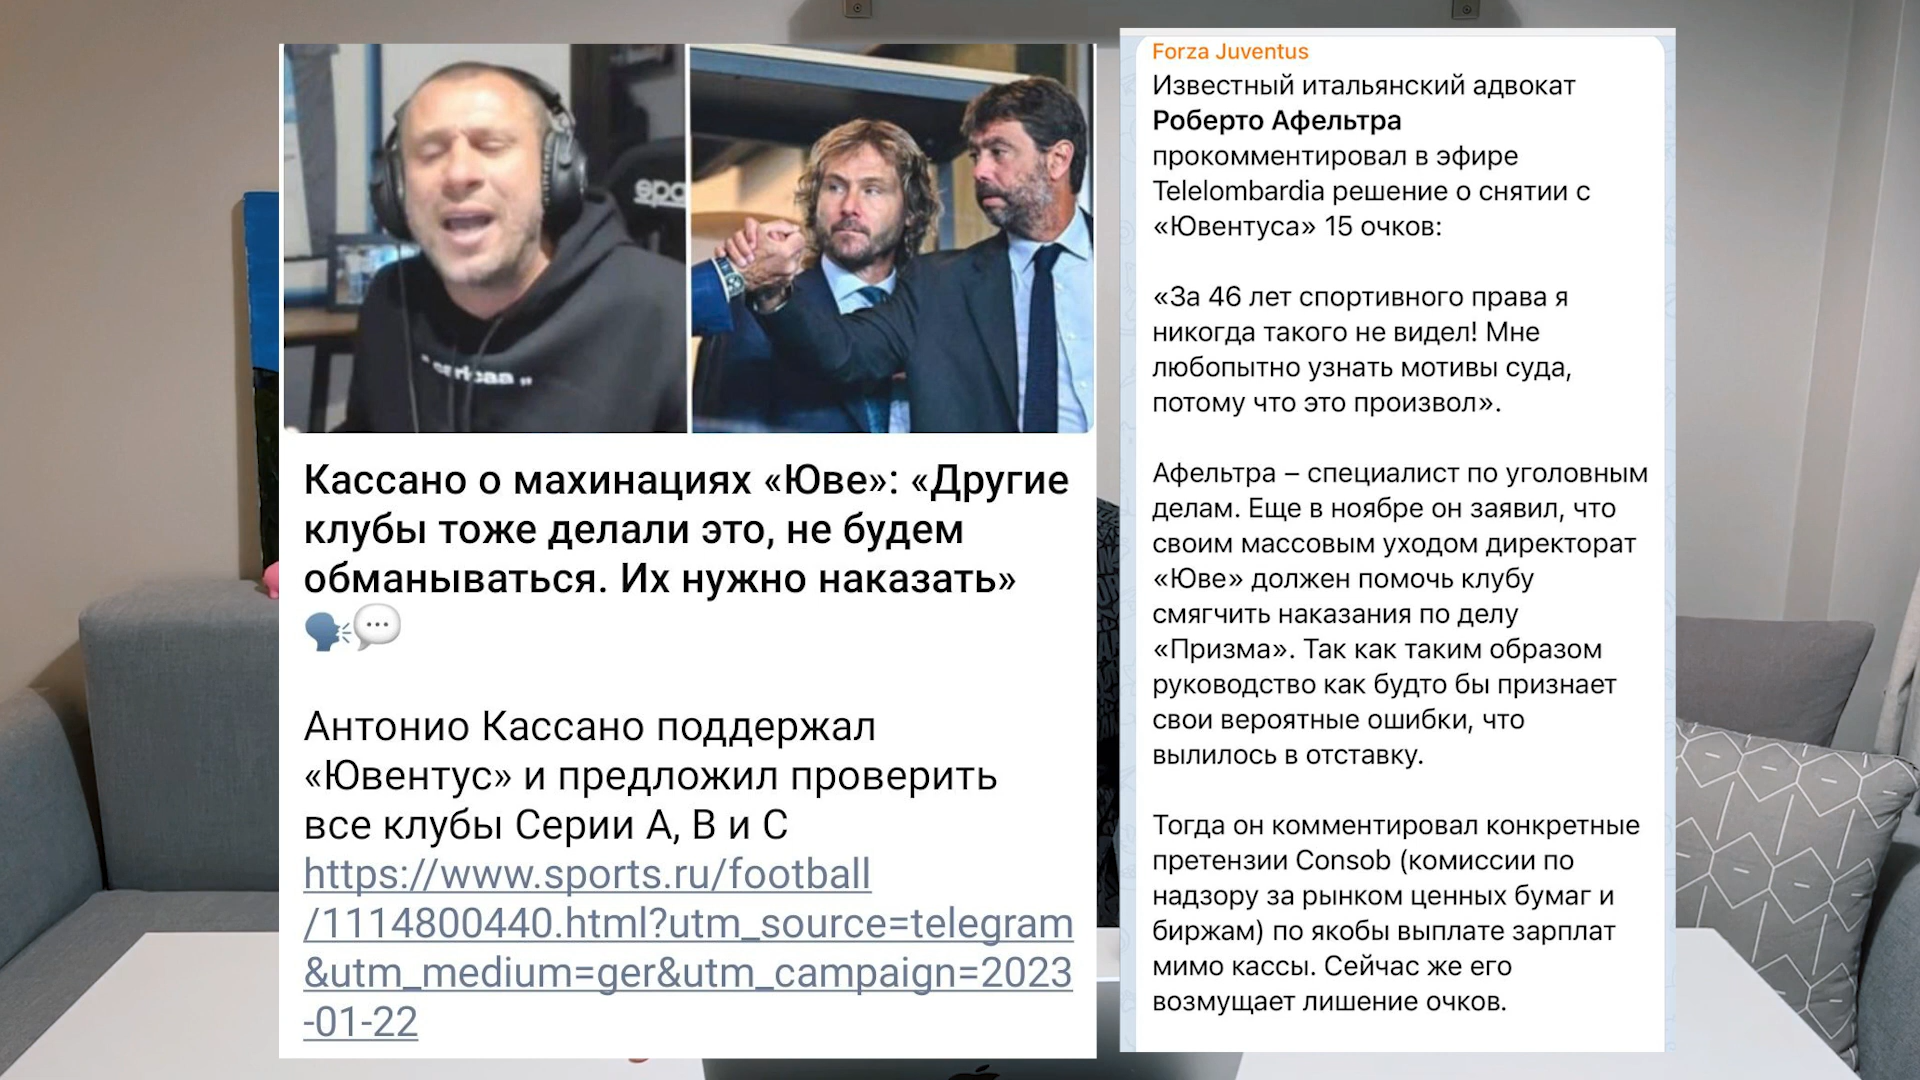 Кассано о махинациях «Юве»: «Другие
клубы тоже делали это, не будем
обманываться. Их нужно наказать»
Антонио Кассано поддержал
«Ювентус» и предложил проверить
все клубы Серии А, В и С
https://www.sports.ru/football
/1114800440.html?utm_source=telegram
&utm_medium=ger&utm_campaign=2023
-01-22
Forza Juventus
Известный итальянский адвокат
Роберто Афельтра
прокомментировал в эфире
Telelombardia решение о снятии с
«Ювентуса» 15 очков:
«За 46 лет спортивного права я
никогда такого не видел! Мне
любопытно узнать мотивы суда,
потому что это произвол».
Афельтра – специалист по уголовным
делам. Еще в ноябре он заявил, что
своим массовым уходом директорат
«Юве» должен помочь клубу
смягчить наказания по делу
«Призма». Так как таким образом
руководство как будто бы признает
свои вероятные ошибки, что
вылилось в отставку.
Тогда он комментировал конкретные
претензии Consob (комиссии по
надзору за рынком ценных бумаг и
биржам) по якобы выплате зарплат
мимо кассы. Сейчас же его
возмущает лишение очков.